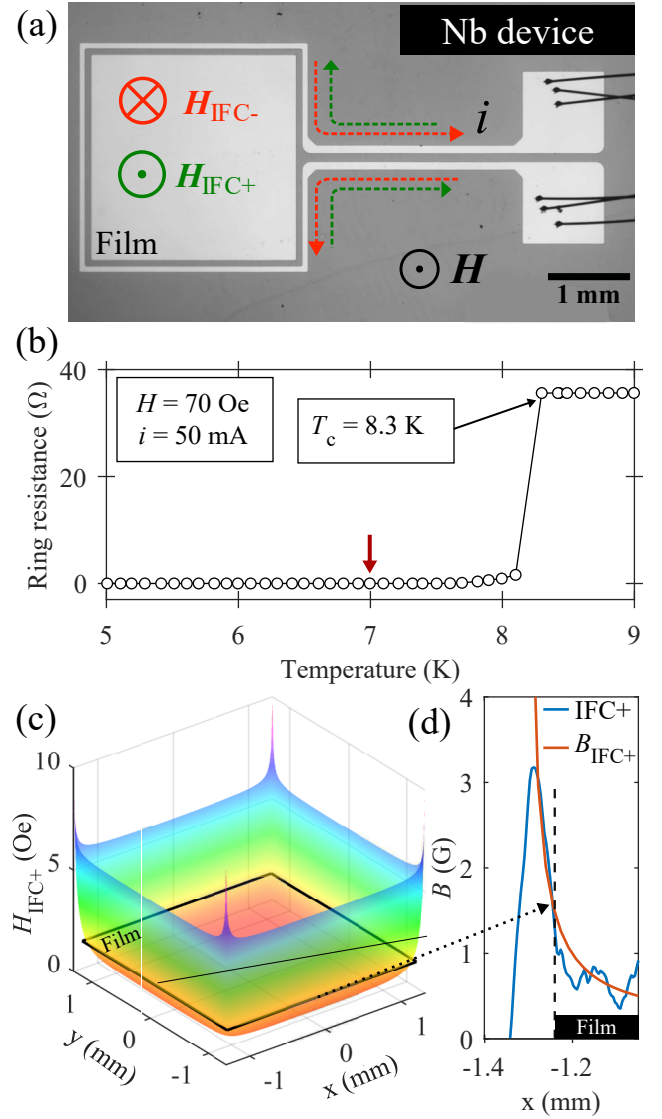 (a)
Nb device
H_IFC-
i
H_IFC+
Film
H
1 mm
(b)
Ring resistance (Ω)
40
20
0
H = 70 Oe
i = 50 mA
T_c = 8.3 K
5 6 7 8 9
Temperature (K)
(c)
H_IFC+ (Oe)
10
5
0
Film
1
0
-1
y (mm)
-1
0
1
x (mm)
(d)
IFC+
B_IFC+
B (G)
4
3
2
1
0
Film
-1.4 -1.2
x (mm)